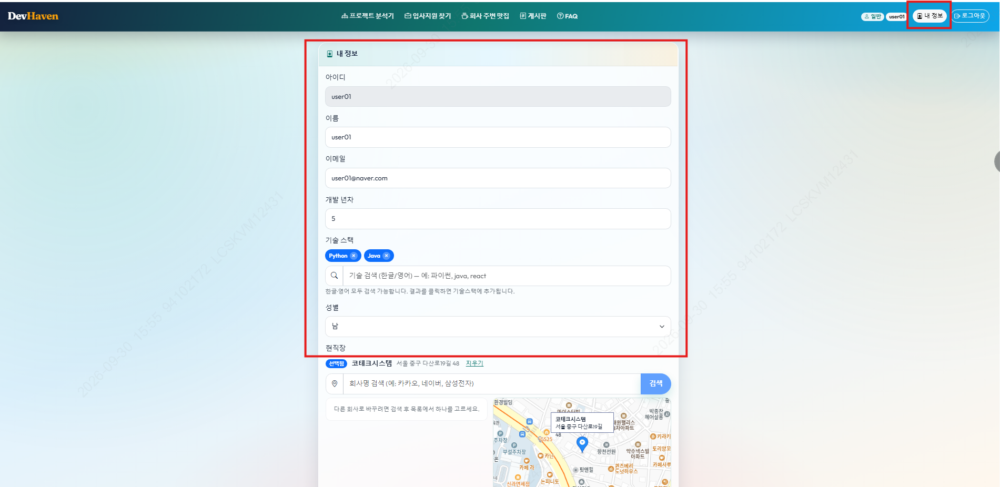 DevHaven
프로젝트 분석기
입사지원 찾기
회사 주변 맛집
게시판
FAQ
일반
user01
내 정보
로그아웃
내 정보
아이디
user01
이름
user01
이메일
user01@naver.com
개발 년차
5
기술 스택
Python
Java
기술 검색 (한글/영어) — 예: 파이썬, java, react
한글·영어 모두 검색 가능합니다. 결과를 클릭하면 기술스택에 추가됩니다.
성별
남
현직장
선택됨 코테크시스템 서울 중구 다산로19길 48 지우기
회사명 검색 (예: 카카오, 네이버, 삼성전자)
검색
다른 회사로 바꾸려면 검색 후 목록에서 하나를 고르세요.
환경빌딩
코테크시스템
서울 중구 다산로19길
48
박종찬
헤어살롱
3차아파트
GS25
주차장
부설주차장
카페 라
신라면세점
카닌
논피니토
향천선원
약수넥스빌
아파트
핏앤힐
퀸즈베리
도넛하우스
키라키
토리양꼬
카페사루
2026-09-30 15:55 94102172 LCSKVM12431
2026-09-30 15:55 94102172 LCSKVM12431